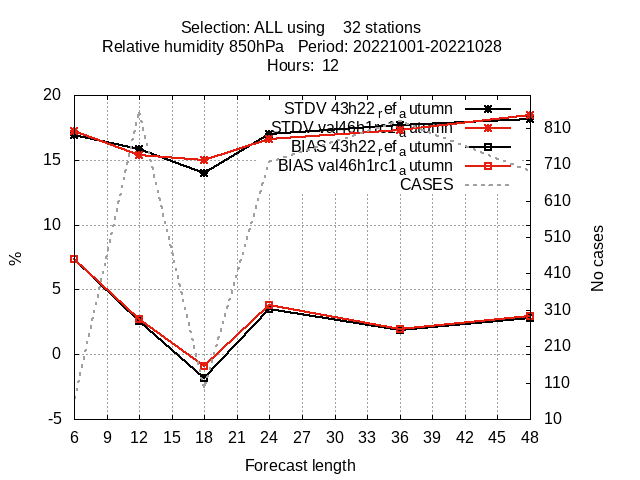 Selection: ALL using 32 stations
Relative humidity 850hPa Period: 20221001-20221028
Hours: 12
STDV 43h22_ref_autumn
STDV val46h1rc1_autumn
BIAS 43h22_ref_autumn
BIAS val46h1rc1_autumn
CASES
20
15
10
5
0
-5
%
810
710
610
510
410
310
210
110
10
No cases
6 9 12 15 18 21 24 27 30 33 36 39 42 45 48
Forecast length